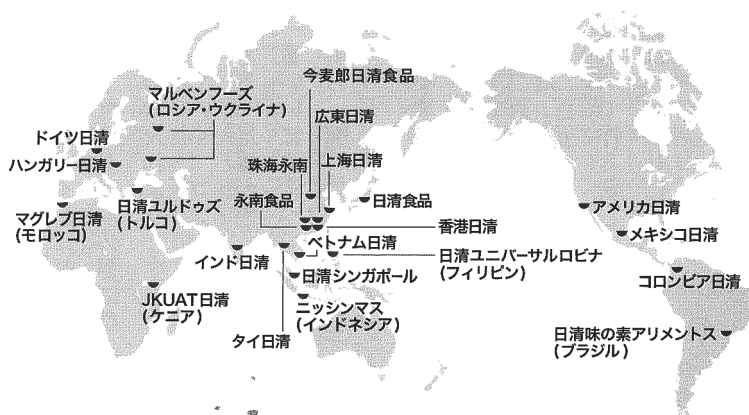 今麦郎日清食品
マルベンフーズ
(ロシア・ウクライナ)
広東日清
ドイツ日清
上海日清
ハンガリー日清
珠海永南
永南食品
日清食品
日清ユルドゥズ
(トルコ)
マグレブ日清
(モロッコ)
アメリカ日清
香港日清
メキシコ日清
ベトナム日清
インド日清
日清ユニバーサルロビナ
(フィリピン)
日清シンガポール
コロンビア日清
JKUAT日清
(ケニア)
ニッシンマス
(インドネシア)
タイ日清
日清味の素アリメントス
(ブラジル)